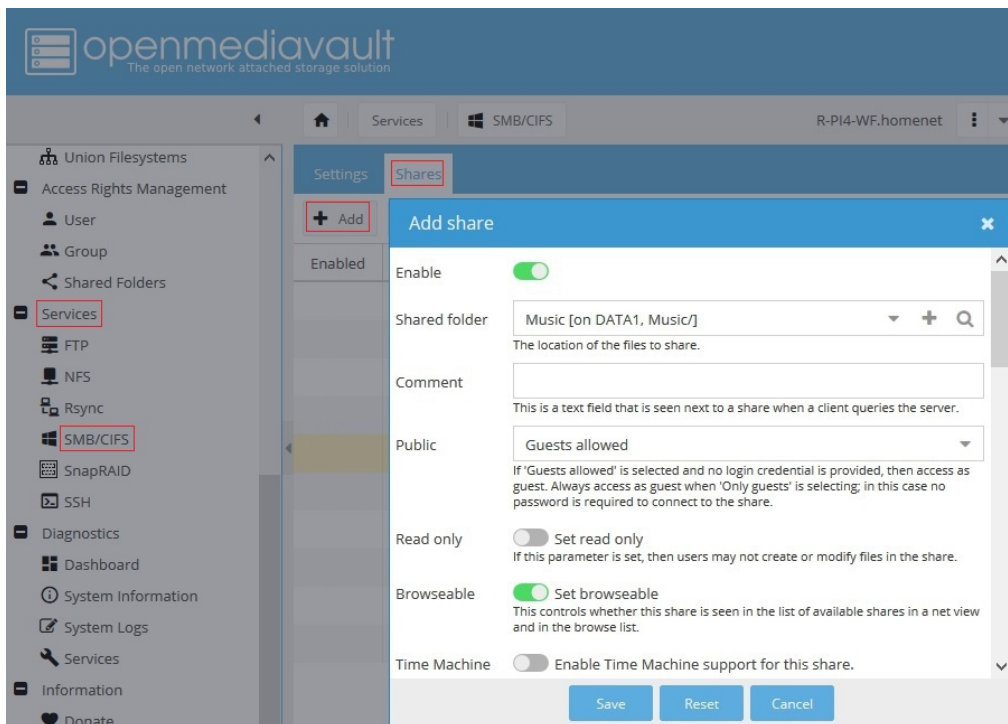 openmediavault
The open network attached storage solution
Services
SMB/CIFS
R-PI4-WF.homenet
Union Filesystems
Access Rights Management
User
Group
Shared Folders
Services
FTP
NFS
Rsync
SMB/CIFS
SnapRAID
SSH
Diagnostics
Dashboard
System Information
System Logs
Services
Information
Donate
Settings
Shares
Add
Enabled
Add share
Enable
Shared folder
Music [on DATA1, Music/]
The location of the files to share.
Comment
This is a text field that is seen next to a share when a client queries the server.
Public
Guests allowed
If 'Guests allowed' is selected and no login credential is provided, then access as
guest. Always access as guest when 'Only guests' is selecting; in this case no
password is required to connect to the share.
Read only
Set read only
If this parameter is set, then users may not create or modify files in the share.
Browseable
Set browseable
This controls whether this share is seen in the list of available shares in a net view
and in the browse list.
Time Machine
Enable Time Machine support for this share.
Save
Reset
Cancel